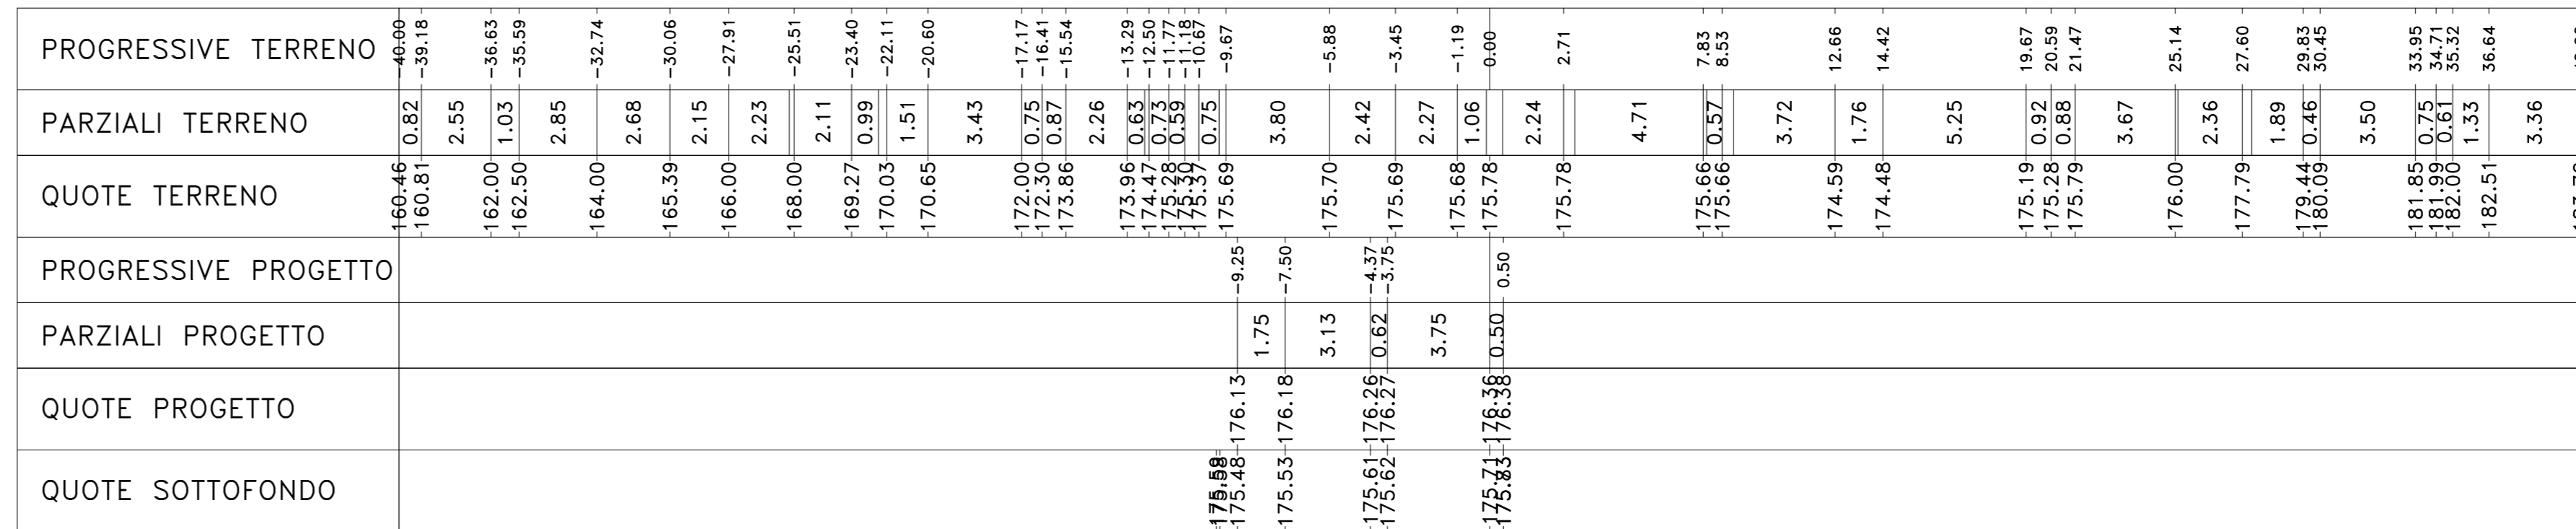 PROGRESSIVE TERRENO -40.00 -39.18 -36.63 -35.59 -32.74 -30.06 -27.91 -25.51 -23.40 -22.11 -20.60 -17.17 -16.41 -15.54 -13.29 -12.50 -11.77 -11.18 -10.67 -9.67 -5.88 -3.45 -1.19 0.00 2.71 7.83 8.53 12.66 14.42 19.67 20.59 21.47 25.14 27.60 29.83 30.45 33.95 34.71 35.32 36.64
PARZIALI TERRENO 0.82 2.55 1.03 2.85 2.68 2.15 2.23 2.11 0.99 1.51 3.43 0.75 0.87 2.26 0.63 0.73 0.59 0.75 3.80 2.42 2.27 1.06 2.24 4.71 0.57 3.72 1.76 5.25 0.92 0.88 3.67 2.36 1.89 0.46 3.50 0.75 0.61 1.33 3.36
QUOTE TERRENO 160.46 160.81 162.00 162.50 164.00 165.39 166.00 168.00 169.27 170.03 170.65 172.00 172.30 173.86 173.96 174.47 175.28 175.30 175.37 175.69 175.70 175.69 175.68 175.78 175.78 175.66 175.66 174.59 174.48 175.19 175.28 175.79 176.00 177.79 179.44 180.09 181.85 181.99 182.00 182.51
PROGRESSIVE PROGETTO -9.25 -7.50 -4.37 -3.75 0.50
PARZIALI PROGETTO 1.75 3.13 0.62 3.75 0.50
QUOTE PROGETTO 176.13 176.18 176.26 176.27 176.36 176.38
QUOTE SOTTOFONDO 175.48 175.53 175.61 175.62 175.71 175.83